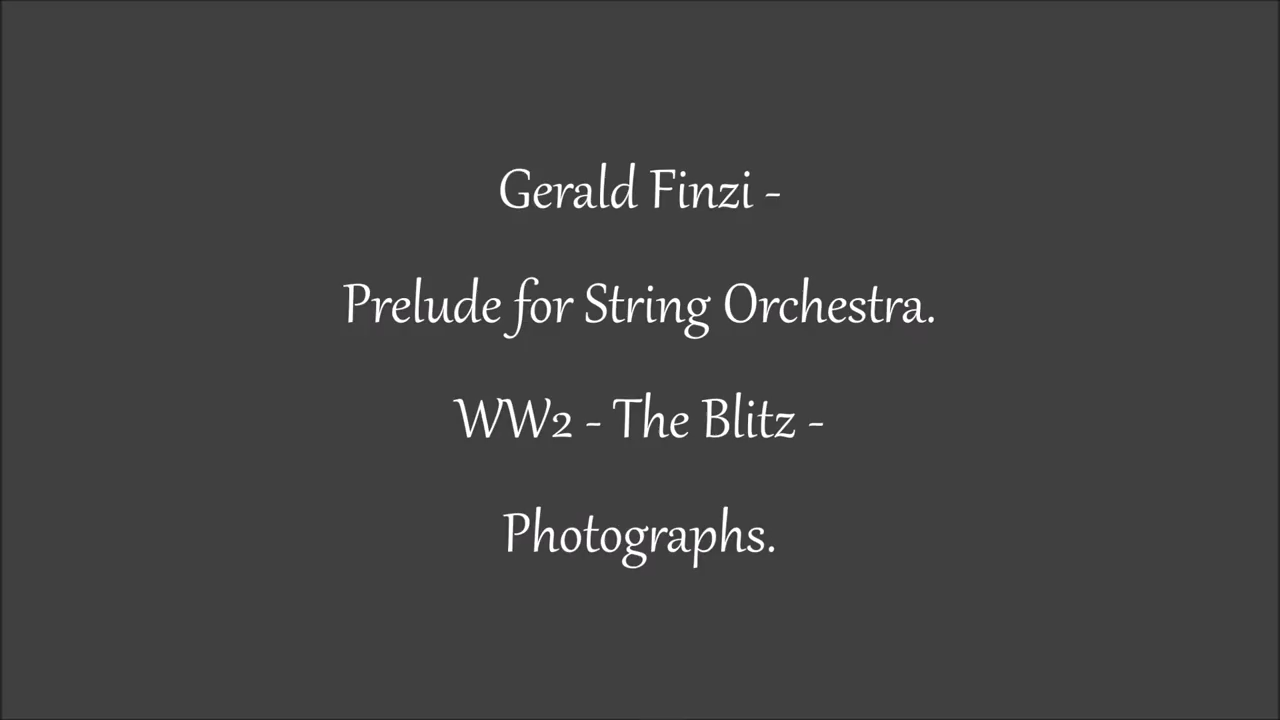 Gerald Finzi -
Prelude for String Orchestra.
WW2 - The Blitz -
Photographs.